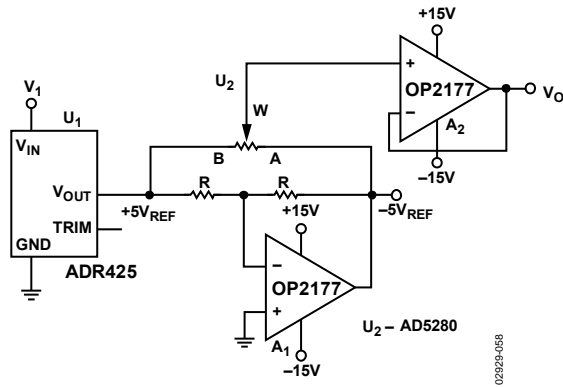 +15V
V1
U1
U2
+
OP2177
VO
W
−
A2
VIN
−15V
B
A
VOUT
R
R
+5VREF
+15V
−5VREF
TRIM
GND
−
OP2177
ADR425
+
U2 – AD5280
A1
−15V
02929-058